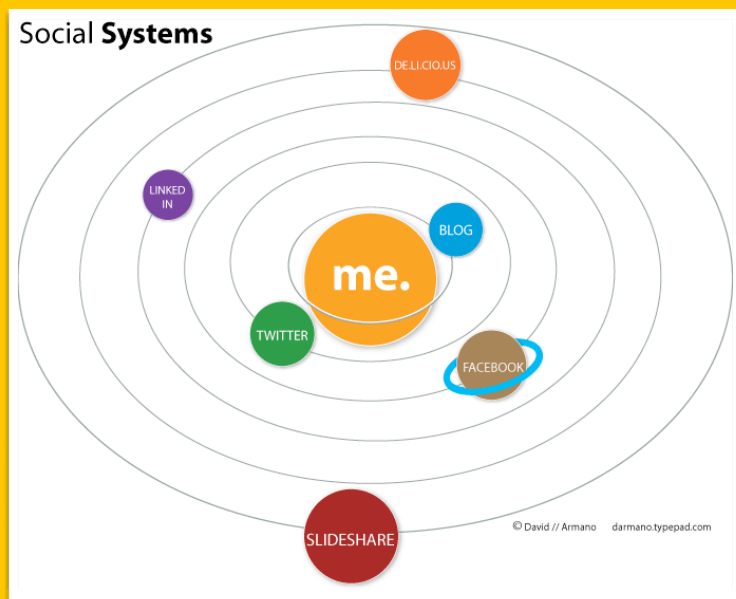 Social Systems
DE.LI.CIO.US
LINKED
IN
BLOG
me.
TWITTER
FACEBOOK
SLIDESHARE
© David // Armano darmano.typepad.com